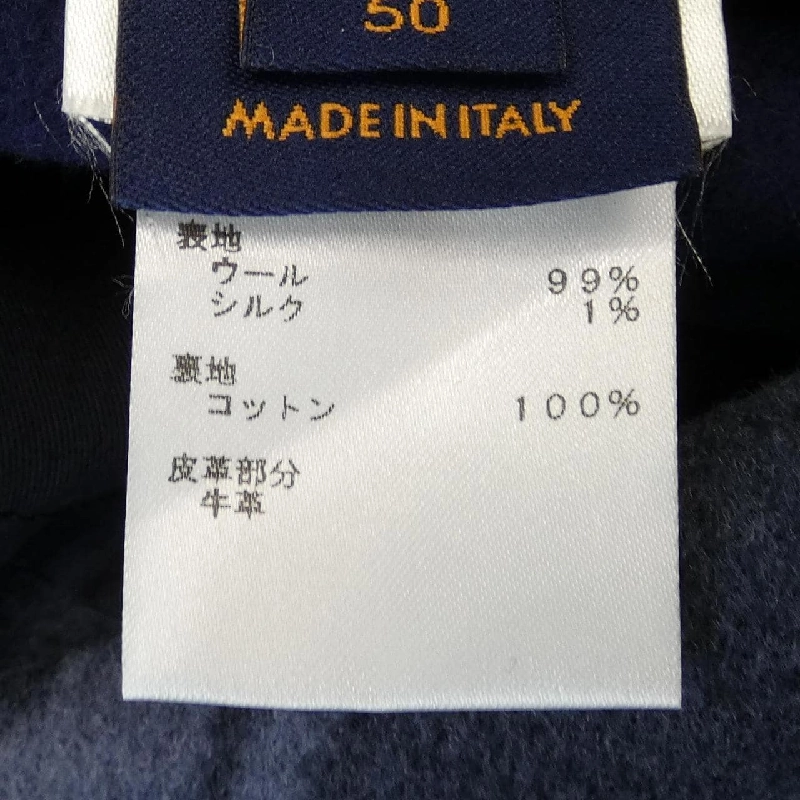 50
MADE IN ITALY
表地
ウール 99%
シルク 1%
裏地
コットン 100%
皮革部分
牛革